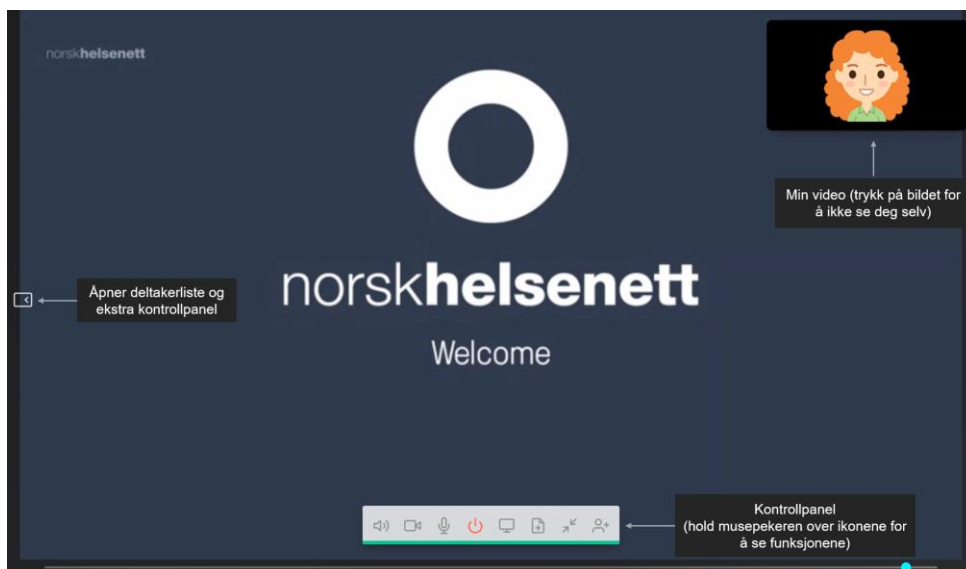 norskhelsenett
Min video (trykk på bildet for
å ikke se deg selv)
Åpner deltakerliste og
ekstra kontrollpanel
norskhelsenett
Welcome
Kontrollpanel
(hold musepekeren over ikonene for
å se funksjonene)